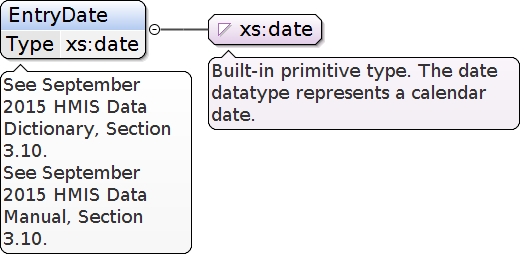 EntryDate
Type xs:date
xs:date
Built-in primitive type. The date
datatype represents a calendar
date.
See September
2015 HMIS Data
Dictionary, Section
3.10.
See September
2015 HMIS Data
Manual, Section
3.10.